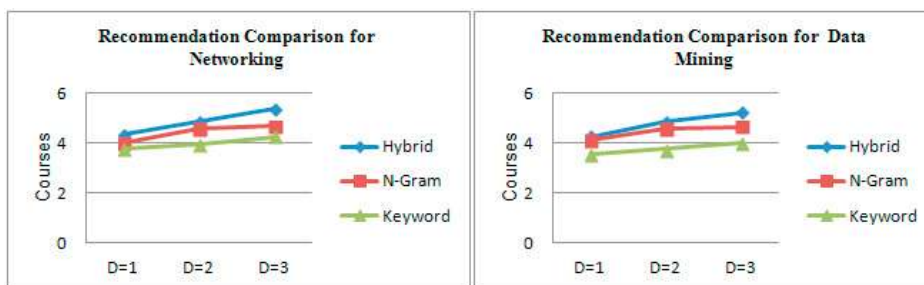 Recommendation Comparison for
Networking
6
4
2
0
Courses
D=1 D=2 D=3
Hybrid
N-Gram
Keyword
Recommendation Comparison for Data
Mining
6
4
2
0
Courses
D=1 D=2 D=3
Hybrid
N-Gram
Keyword